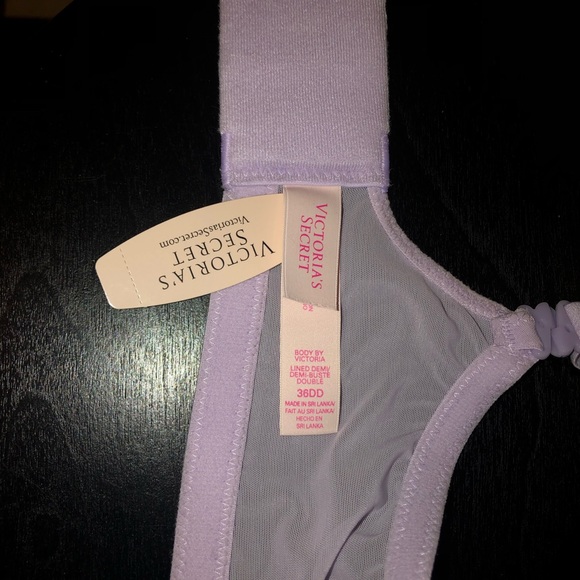 VICTORIA'S
SECRET
VictoriasSecret.com
VICTORIA'S
SECRET
BODY BY
VICTORIA
LINED DEMI/
DEMI-BUSTE
DOUBLÉ
36DD
MADE IN SRI LANKA/
FAIT AU SRI LANKA/
HECHO EN
SRI LANKA